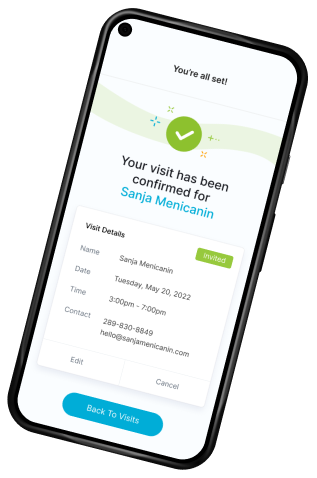 You're all set!
Your visit has been
confirmed for
Sanja Menicanin
Visit Details
Invited
Name Sanja Menicanin
Date Tuesday, May 20, 2022
Time 3:00pm - 7:00pm
Contact 289-830-8849
hello@sanjamenicanin.com
Edit Cancel
Back To Visits